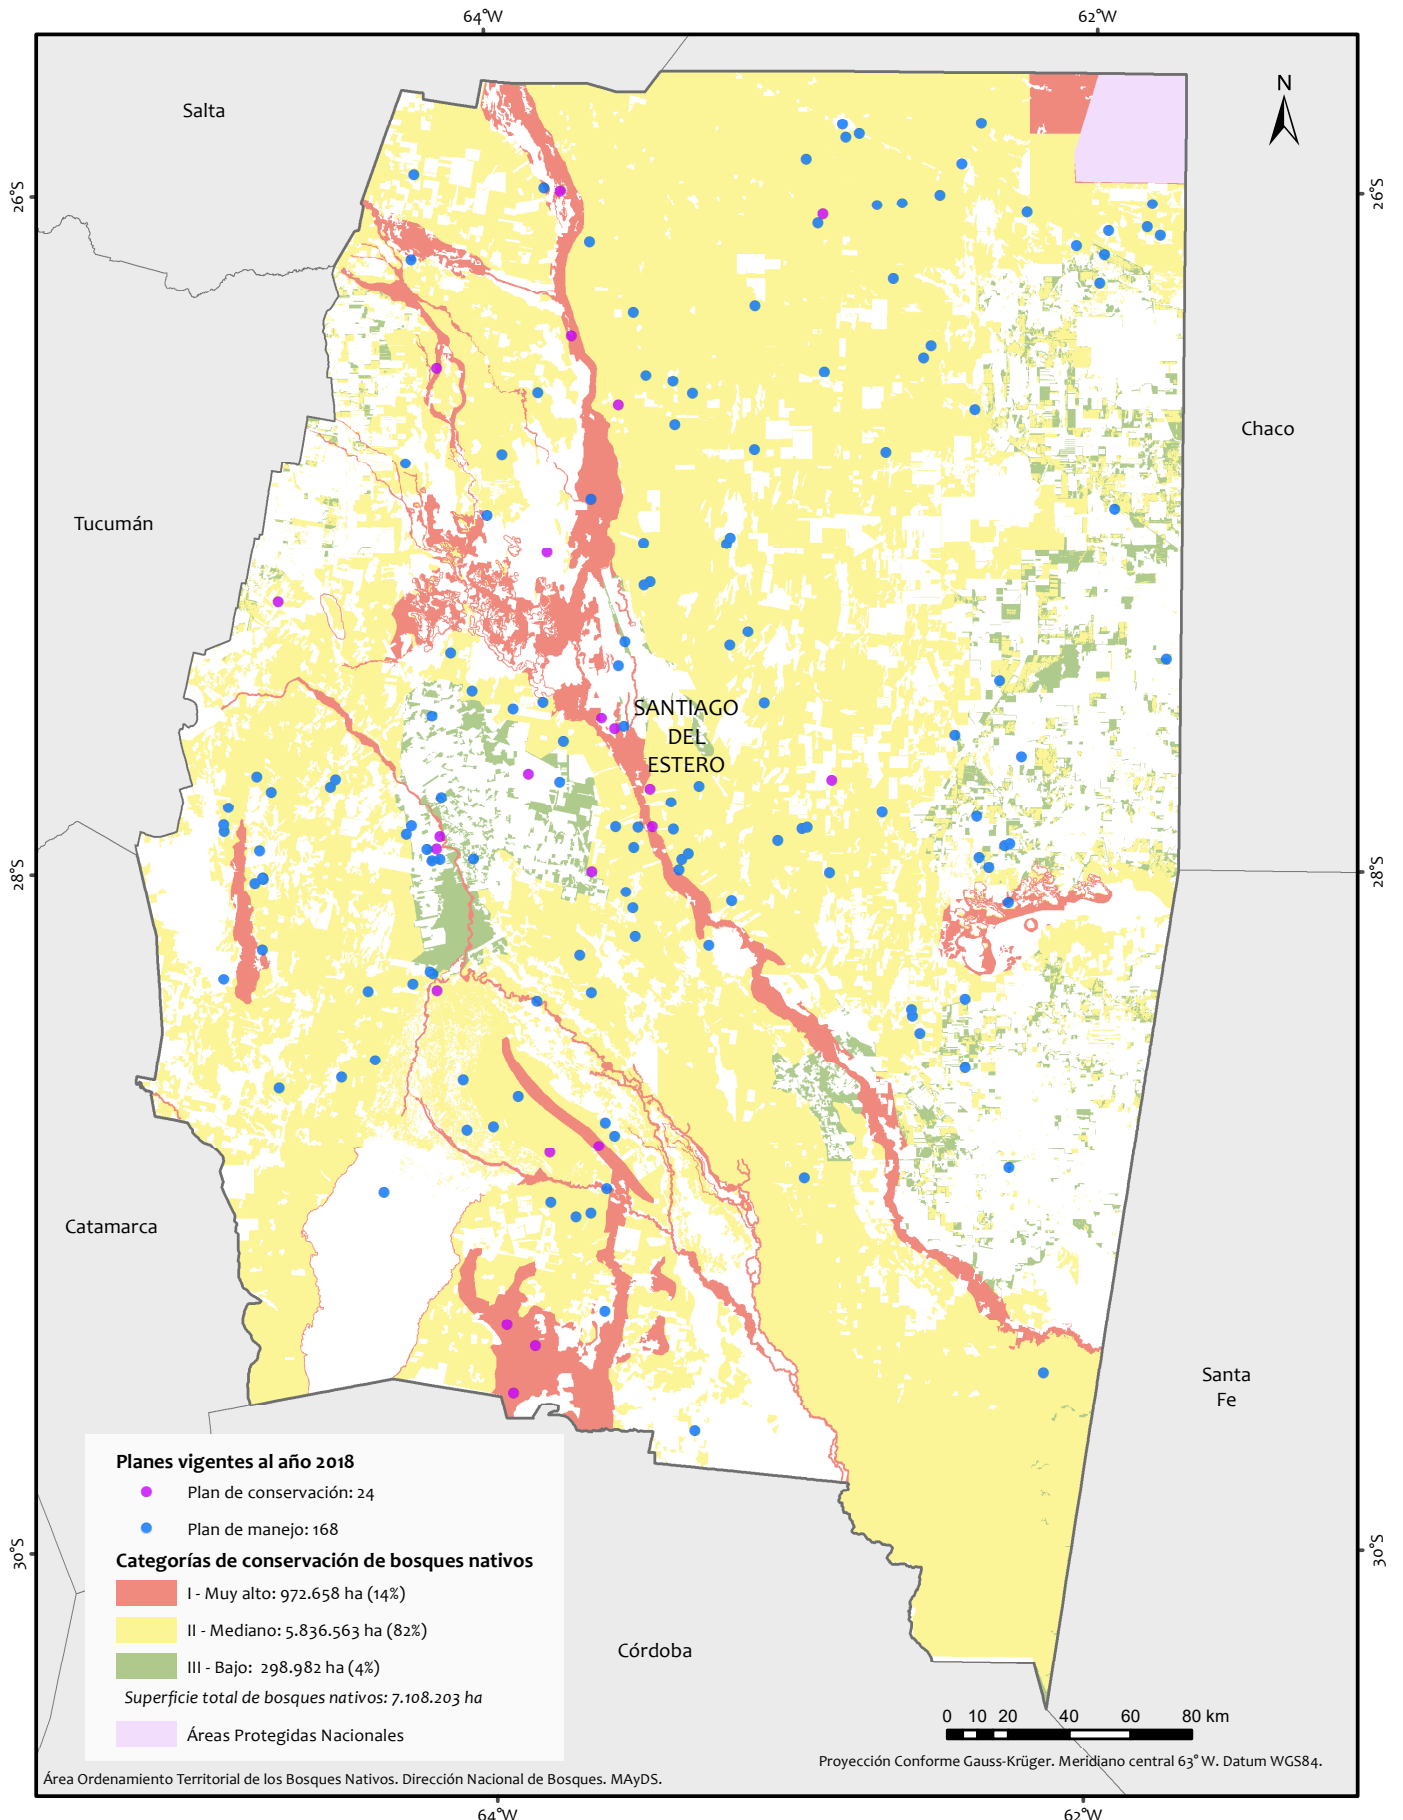 64°W
62°W
Salta
N
26°S
26°S
Chaco
Tucumán
SANTIAGO
DEL
ESTERO
28°S
28°S
Catamarca
Santa
Fe
Planes vigentes al año 2018
Plan de conservación: 24
Plan de manejo: 168
Categorías de conservación de bosques nativos
I - Muy alto: 972.658 ha (14%)
II - Mediano: 5.836.563 ha (82%)
III - Bajo: 298.982 ha (4%)
Superficie total de bosques nativos: 7.108.203 ha
Áreas Protegidas Nacionales
30°S
30°S
Córdoba
0 10 20 40 60 80 km
Proyección Conforme Gauss-Krüger. Meridiano central 63° W. Datum WGS84.
Área Ordenamiento Territorial de los Bosques Nativos. Dirección Nacional de Bosques. MAyDS.
64°W
62°W